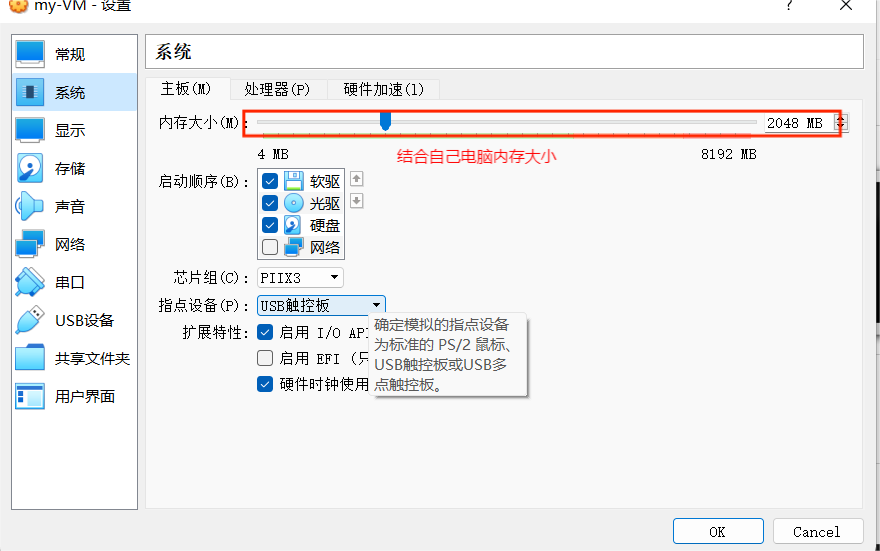 my-VM - 设置
?
常规
系统
显示
存储
声音
网络
串口
USB设备
共享文件夹
用户界面
系统
主板(M) 处理器(P) 硬件加速(l)
内存大小(M): 2048 MB
4 MB 结合自己电脑内存大小 8192 MB
启动顺序(B): 软驱
光驱
硬盘
网络
芯片组(C): PIIX3
指点设备(P): USB触控板
扩展特性: 启用 I/O API
启用 EFI (只
硬件时钟使用
确定模拟的指点设备
为标准的 PS/2 鼠标、
USB触控板或USB多
点触控板。
OK Cancel